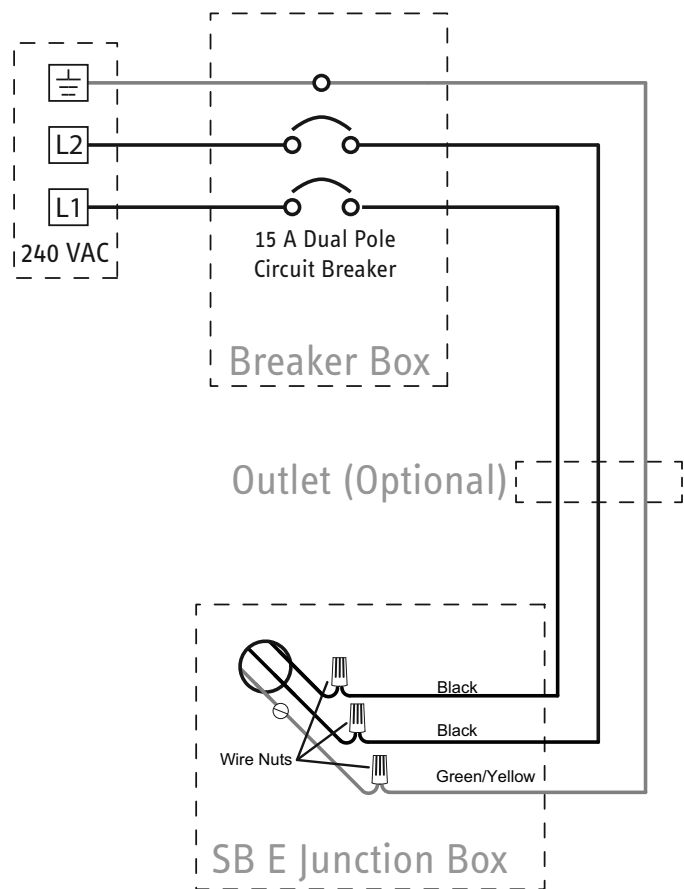 L2
L1
240 VAC
15 A Dual Pole
Circuit Breaker
Breaker Box
Outlet (Optional)
Black
Black
Wire Nuts
Green/Yellow
SB E Junction Box